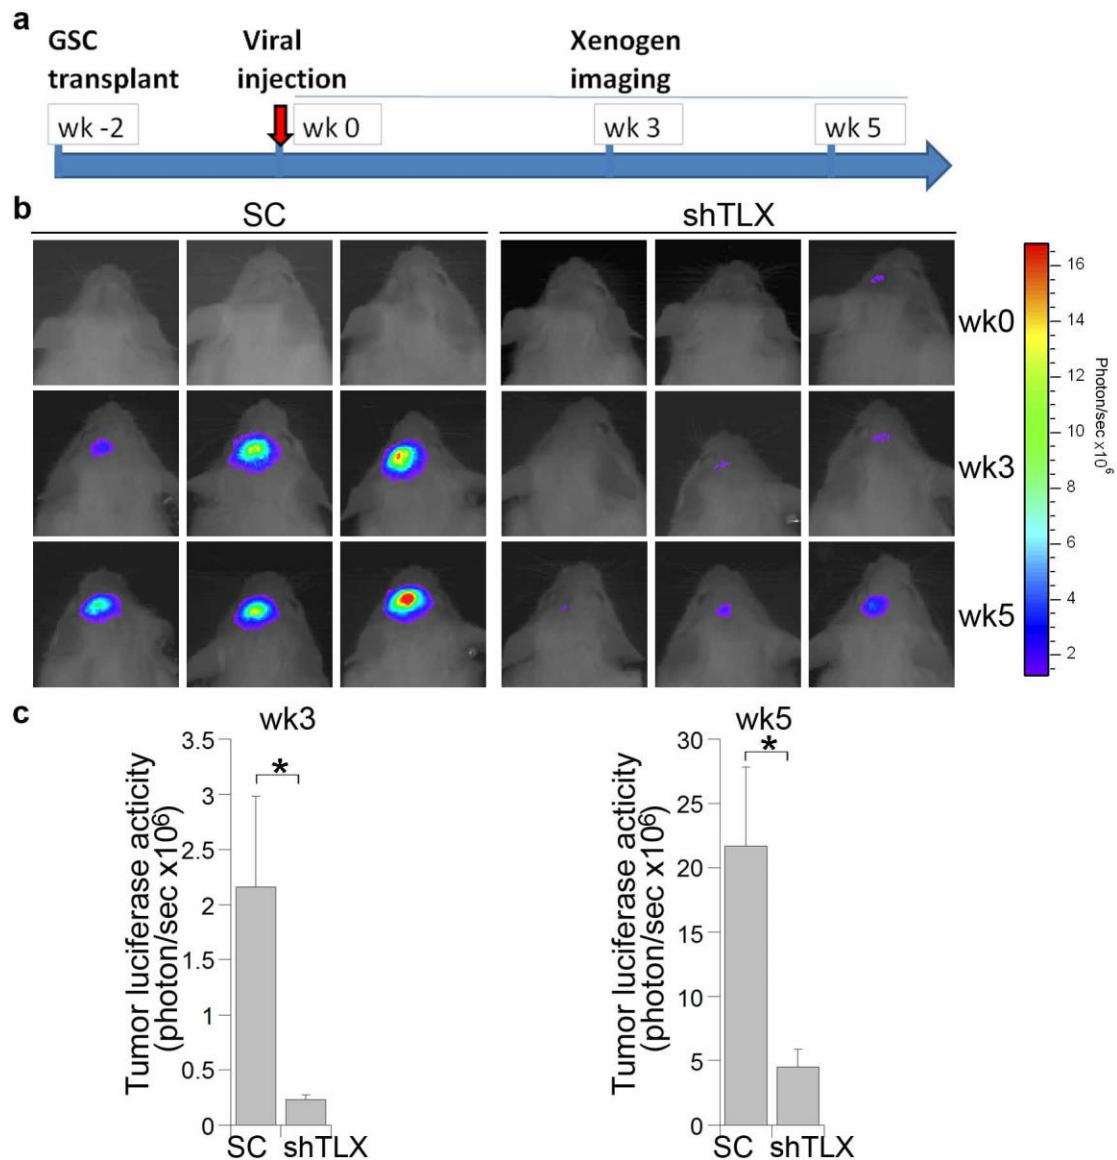 a
GSC
transplant
Viral
injection
Xenogen
imaging
wk -2
wk 0
wk 3
wk 5
b
SC
shTLX
wk0
wk3
wk5
16
14
12
10
8
6
4
2
Photon/sec x10⁶
c
wk3
3.5
3
2.5
2
1.5
1
0.5
0
Tumor luciferase acticity
(photon/sec x10⁶)
*
SC
shTLX
wk5
30
25
20
15
10
5
0
Tumor luciferase acticity
(photon/sec x10⁶)
*
SC
shTLX